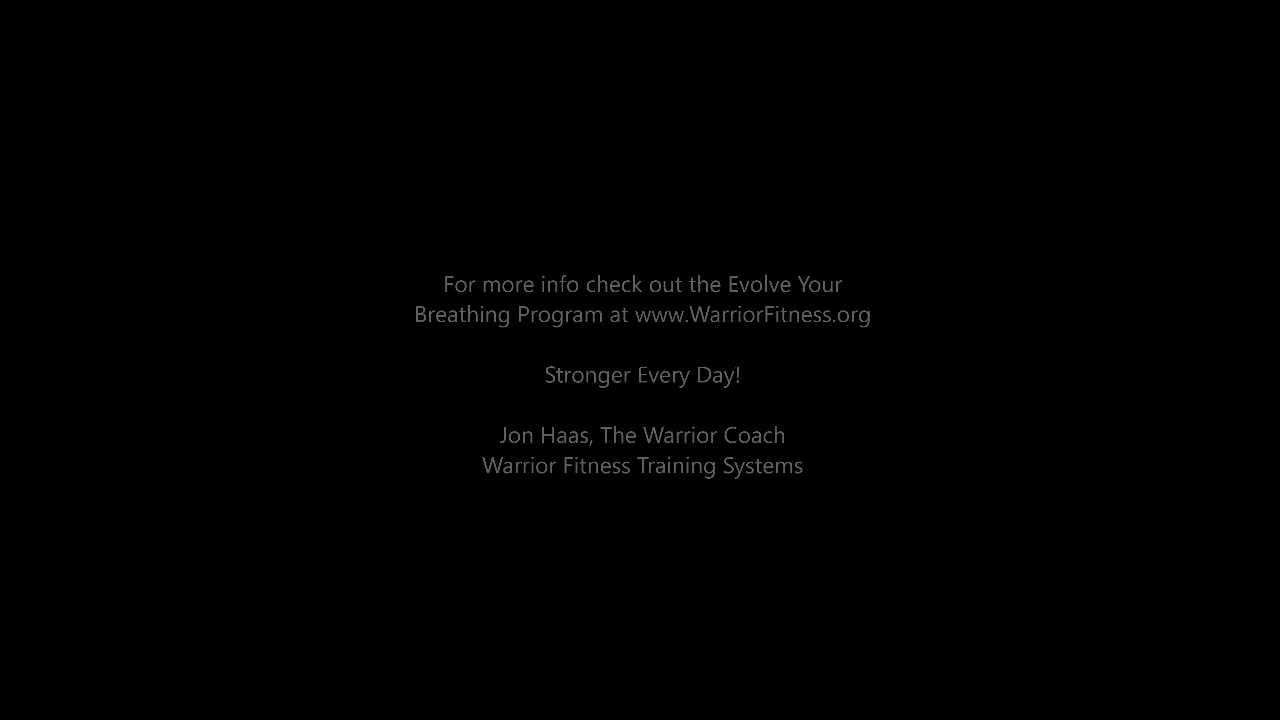 For more info check out the Evolve Your
Breathing Program at www.WarriorFitness.org
Stronger Every Day!
Jon Haas, The Warrior Coach
Warrior Fitness Training Systems